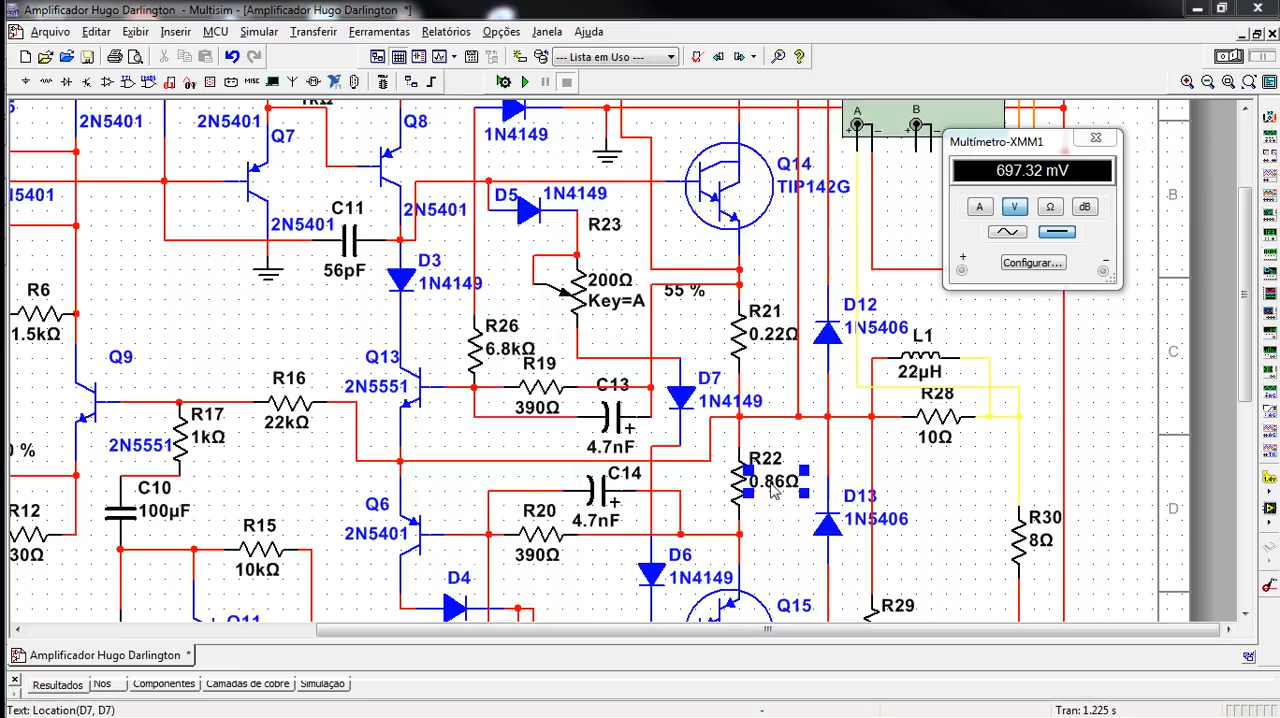 Amplificador Hugo Darlington - Multisim - [Amplificador Hugo Darlington *]
Arquivo Editar Exibir Inserir MCU Simular Transferir Ferramentas Relatórios Opções Janela Ajuda
--- Lista em Uso ---
MISC
2N5401
2N5401
1kΩ
Q8
1N4149
A
B
Multímetro-XMM1
697.32 mV
A
V
Ω
dB
+
Configurar...
−
B
C
D
Q7
2N5401
C11
56pF
2N5401
D5
1N4149
R23
Q14
TIP142G
D3
1N4149
200Ω
Key=A
55 %
R6
1.5kΩ
R26
6.8kΩ
R21
0.22Ω
D12
1N5406
L1
22µH
Q9
2N5551
R16
22kΩ
R17
1kΩ
Q13
2N5551
R19
390Ω
C13
4.7nF
D7
1N4149
R28
10Ω
0 %
R12
30Ω
C10
100µF
R15
10kΩ
Q6
2N5401
C14
4.7nF
R20
390Ω
R22
0.86Ω
D13
1N5406
R30
8Ω
D4
D6
1N4149
Q15
R29
Q11
Amplificador Hugo Darlington *
Resultados Nós Componentes Camadas de cobre Simulação
Text: Location(D7, D7)
-
Tran: 1.225 s